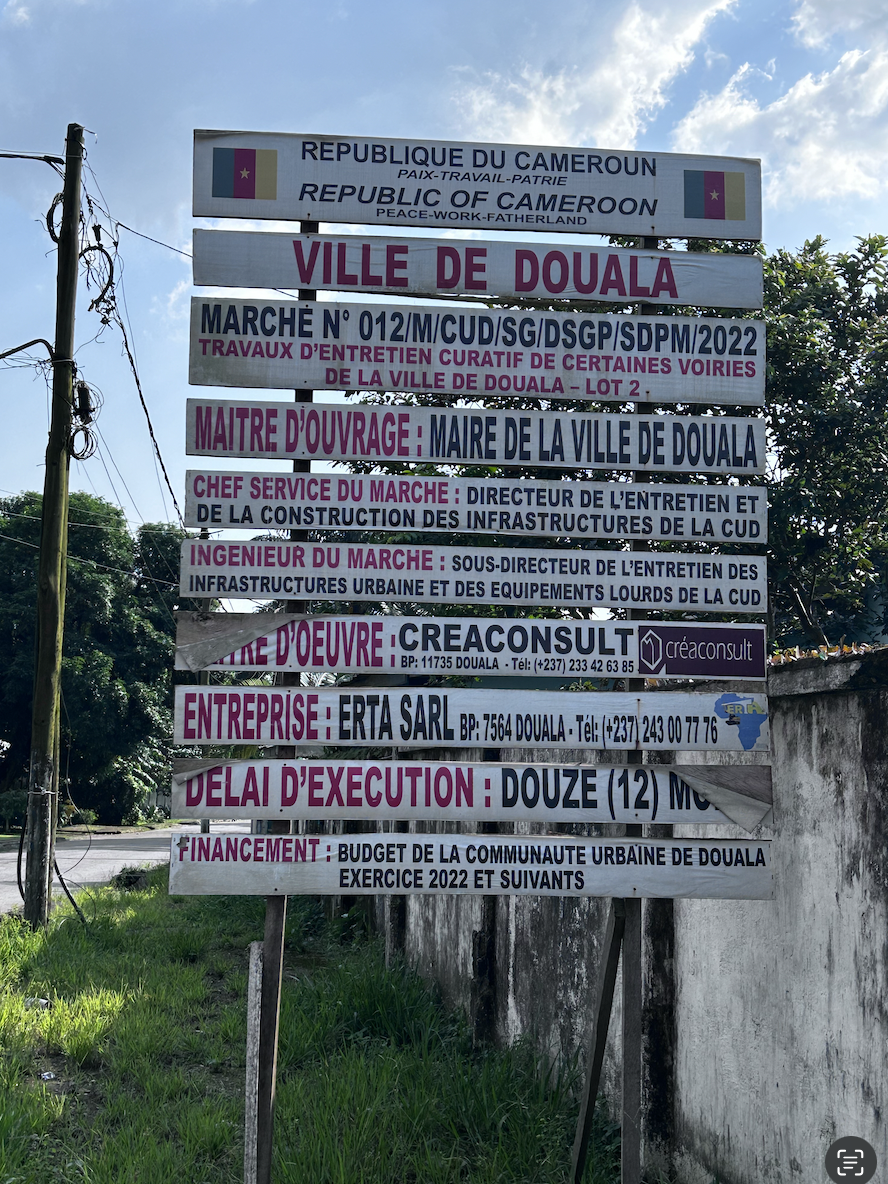 REPUBLIQUE DU CAMEROUN
PAIX-TRAVAIL-PATRIE
REPUBLIC OF CAMEROON
PEACE-WORK-FATHERLAND
VILLE DE DOUALA
MARCHE N° 012/M/CUD/SG/DSGP/SDPM/2022
TRAVAUX D'ENTRETIEN CURATIF DE CERTAINES VOIRIES
DE LA VILLE DE DOUALA – LOT 2 .
MAITRE D'OUVRAGE : MAIRE DE LA VILLE DE DOUALA
CHEF SERVICE DU MARCHE : DIRECTEUR DE L'ENTRETIEN ET
DE LA CONSTRUCTION DES INFRASTRUCTURES DE LA CUD
INGENIEUR DU MARCHE : SOUS-DIRECTEUR DE L'ENTRETIEN DES
INFRASTRUCTURES URBAINE ET DES EQUIPEMENTS LOURDS DE LA CUD
D'OEUVRE : CREACONSULT créaconsult
BP: 11735 DOUALA - Tél: (+237) 233 42 63 85
ENTREPRISE : ERTA SARL BP: 7564 DOUALA - Tél: (+237) 243 00 77 76
DELAI D'EXECUTION : DOUZE (12)
FINANCEMENT : BUDGET DE LA COMMUNAUTE URBAINE DE DOUALA
EXERCICE 2022 ET SUIVANTS